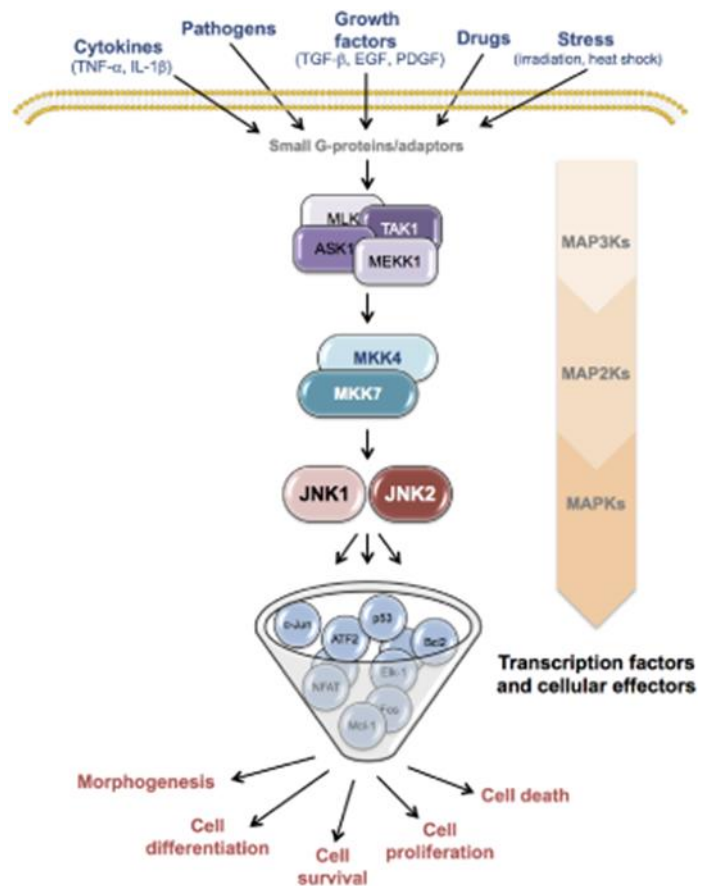 Cytokines
(TNF-α, IL-1β)
Pathogens
Growth
factors
(TGF-β, EGF, PDGF)
Drugs
Stress
(irradiation, heat shock)
Small G-proteins/adaptors
MLK
TAK1
ASK1
MEKK1
MAP3Ks
MKK4
MKK7
MAP2Ks
JNK1
JNK2
MAPKs
c-Jun
ATF2
p53
Bcl2
NFAT
Elk-1
Fos
Mcl-1
Transcription factors
and cellular effectors
Morphogenesis
Cell
differentiation
Cell
survival
Cell
proliferation
Cell death